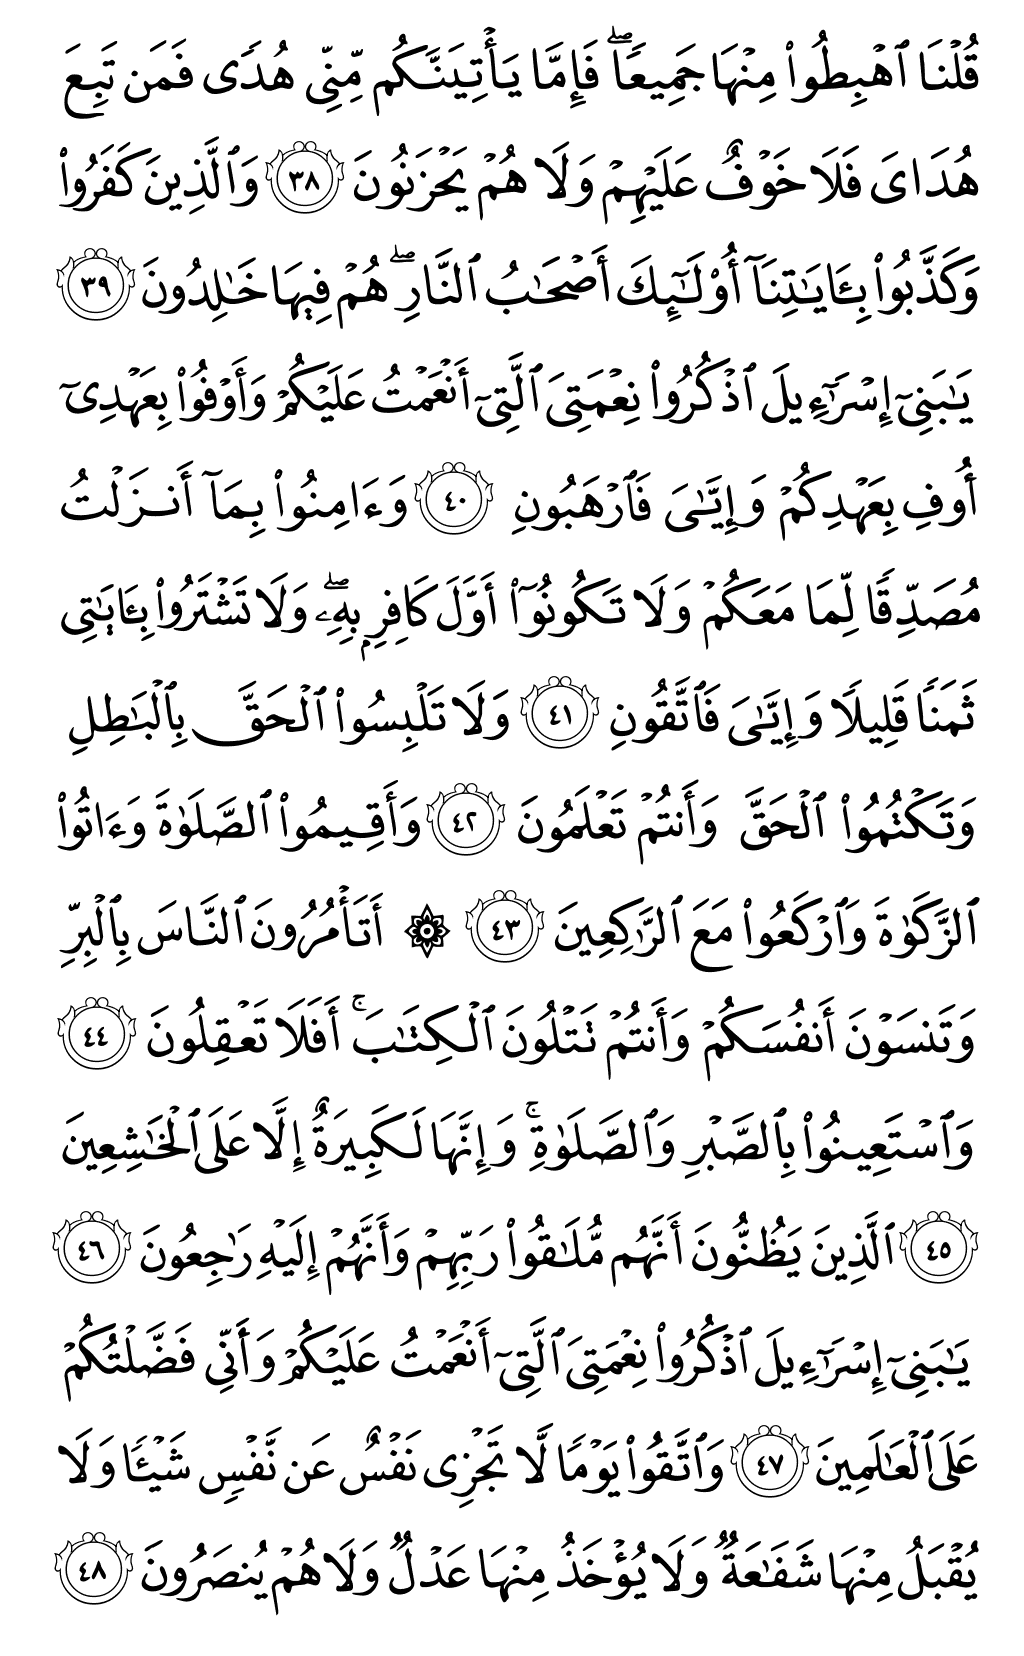 قُلۡنَا ٱهۡبِطُواْ مِنۡهَا جَمِيعٗاۖ فَإِمَّا يَأۡتِيَنَّكُم مِّنِّي هُدٗى فَمَن تَبِعَ
هُدَايَ فَلَا خَوۡفٌ عَلَيۡهِمۡ وَلَا هُمۡ يَحۡزَنُونَ ٣٨ وَٱلَّذِينَ كَفَرُواْ
وَكَذَّبُواْ بِـَٔايَٰتِنَآ أُوْلَٰٓئِكَ أَصۡحَٰبُ ٱلنَّارِۖ هُمۡ فِيهَا خَٰلِدُونَ ٣٩
يَٰبَنِيٓ إِسۡرَٰٓءِيلَ ٱذۡكُرُواْ نِعۡمَتِيَ ٱلَّتِيٓ أَنۡعَمۡتُ عَلَيۡكُمۡ وَأَوۡفُواْ بِعَهۡدِيٓ
أُوفِ بِعَهۡدِكُمۡ وَإِيَّٰيَ فَٱرۡهَبُونِ ٤٠ وَءَامِنُواْ بِمَآ أَنزَلۡتُ
مُصَدِّقٗا لِّمَا مَعَكُمۡ وَلَا تَكُونُوٓاْ أَوَّلَ كَافِرِۭ بِهِۦۖ وَلَا تَشۡتَرُواْ بِـَٔايَٰتِي
ثَمَنٗا قَلِيلٗا وَإِيَّٰيَ فَٱتَّقُونِ ٤١ وَلَا تَلۡبِسُواْ ٱلۡحَقَّ بِٱلۡبَٰطِلِ
وَتَكۡتُمُواْ ٱلۡحَقَّ وَأَنتُمۡ تَعۡلَمُونَ ٤٢ وَأَقِيمُواْ ٱلصَّلَوٰةَ وَءَاتُواْ
ٱلزَّكَوٰةَ وَٱرۡكَعُواْ مَعَ ٱلرَّٰكِعِينَ ٤٣ ۞ أَتَأۡمُرُونَ ٱلنَّاسَ بِٱلۡبِرِّ
وَتَنسَوۡنَ أَنفُسَكُمۡ وَأَنتُمۡ تَتۡلُونَ ٱلۡكِتَٰبَۚ أَفَلَا تَعۡقِلُونَ ٤٤
وَٱسۡتَعِينُواْ بِٱلصَّبۡرِ وَٱلصَّلَوٰةِۚ وَإِنَّهَا لَكَبِيرَةٌ إِلَّا عَلَى ٱلۡخَٰشِعِينَ
٤٥ ٱلَّذِينَ يَظُنُّونَ أَنَّهُم مُّلَٰقُواْ رَبِّهِمۡ وَأَنَّهُمۡ إِلَيۡهِ رَٰجِعُونَ ٤٦
يَٰبَنِيٓ إِسۡرَٰٓءِيلَ ٱذۡكُرُواْ نِعۡمَتِيَ ٱلَّتِيٓ أَنۡعَمۡتُ عَلَيۡكُمۡ وَأَنِّي فَضَّلۡتُكُمۡ
عَلَى ٱلۡعَٰلَمِينَ ٤٧ وَٱتَّقُواْ يَوۡمٗا لَّا تَجۡزِي نَفۡسٌ عَن نَّفۡسٖ شَيۡـٔٗا وَلَا
يُقۡبَلُ مِنۡهَا شَفَٰعَةٞ وَلَا يُؤۡخَذُ مِنۡهَا عَدۡلٞ وَلَا هُمۡ يُنصَرُونَ ٤٨